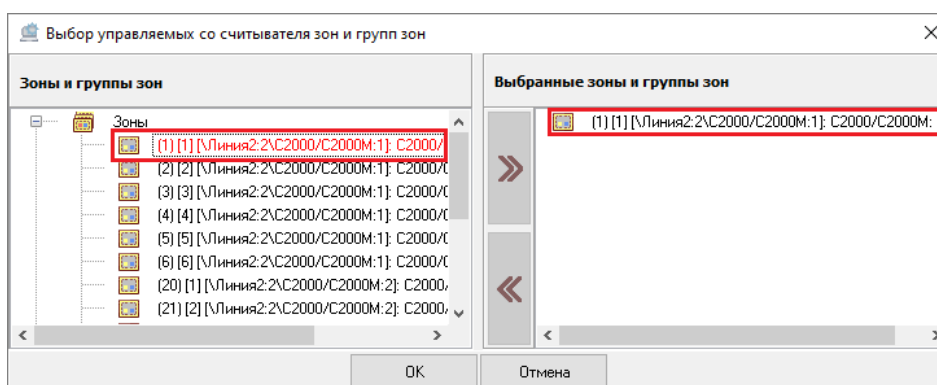 Выбор управляемых со считывателя зон и групп зон
Зоны и группы зон
Выбранные зоны и группы зон
Зоны
(1) [1] [\Линия2:2\С2000/С2000М:1]: С2000/
(2) [2] [\Линия2:2\С2000/С2000М:1]: С2000/(
(3) [3] [\Линия2:2\С2000/С2000М:1]: С2000/(
(4) [4] [\Линия2:2\С2000/С2000М:1]: С2000/(
(5) [5] [\Линия2:2\С2000/С2000М:1]: С2000/(
(6) [6] [\Линия2:2\С2000/С2000М:1]: С2000/(
(20) [1] [\Линия2:2\С2000/С2000М:2]: С2000/
(21) [2] [\Линия2:2\С2000/С2000М:2]: С2000/
(1) [1] [\Линия2:2\С2000/С2000М:1]: С2000/С2000М:
ОК
Отмена